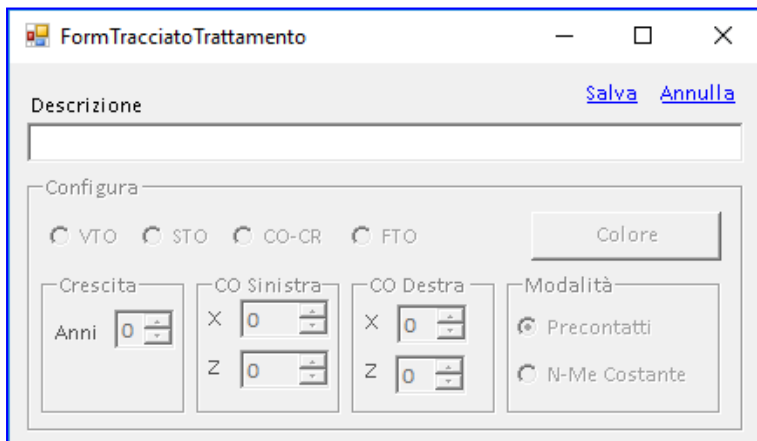 FormTracciatoTrattamento
Salva Annulla
Descrizione
Configura
VTO STO CO-CR FTO Colore
Crescita CO Sinistra CO Destra Modalità
Anni 0 X 0 X 0 Precontatti
Z 0 Z 0 N-Me Costante